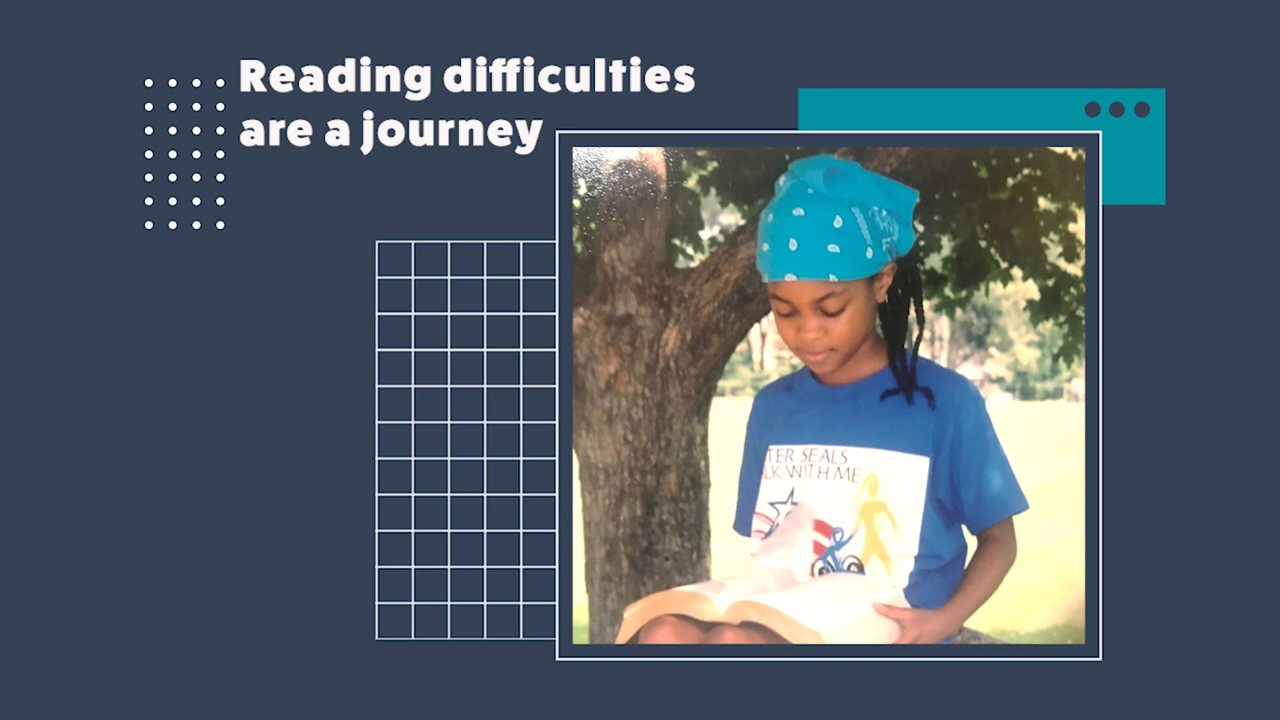 Reading difficulties
are a journey
TER SEALS
LK WITH ME